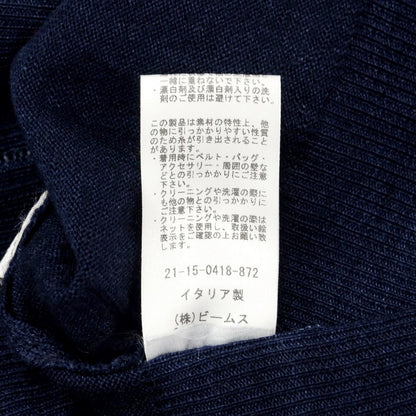 一緒に重ねないで下さい。
・漂白剤及び漂白剤入りの洗
剤のご使用は避けて下さい。
この製品は素材の特性上、他
の物に引っかかりやすい性質
のため糸が引き出されること
があります。
・着用時にベルト・バッグ・
アクセサリー・周囲の壁な
どとの引っかかりにご注意
下さい。
・クリーニングや洗濯の際に
も他の物との引っかかりに
ご注意下さい。
・クリーニングや洗濯の際は
ネットを使用し、取扱い絵
表示をご確認の上お願い致
します。
21-15-0418-872
イタリア製
(株)ビームス